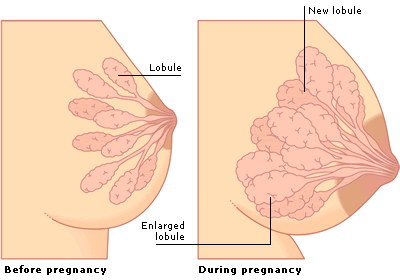 New lobule
Lobule
Enlarged
lobule
Before pregnancy
During pregnancy